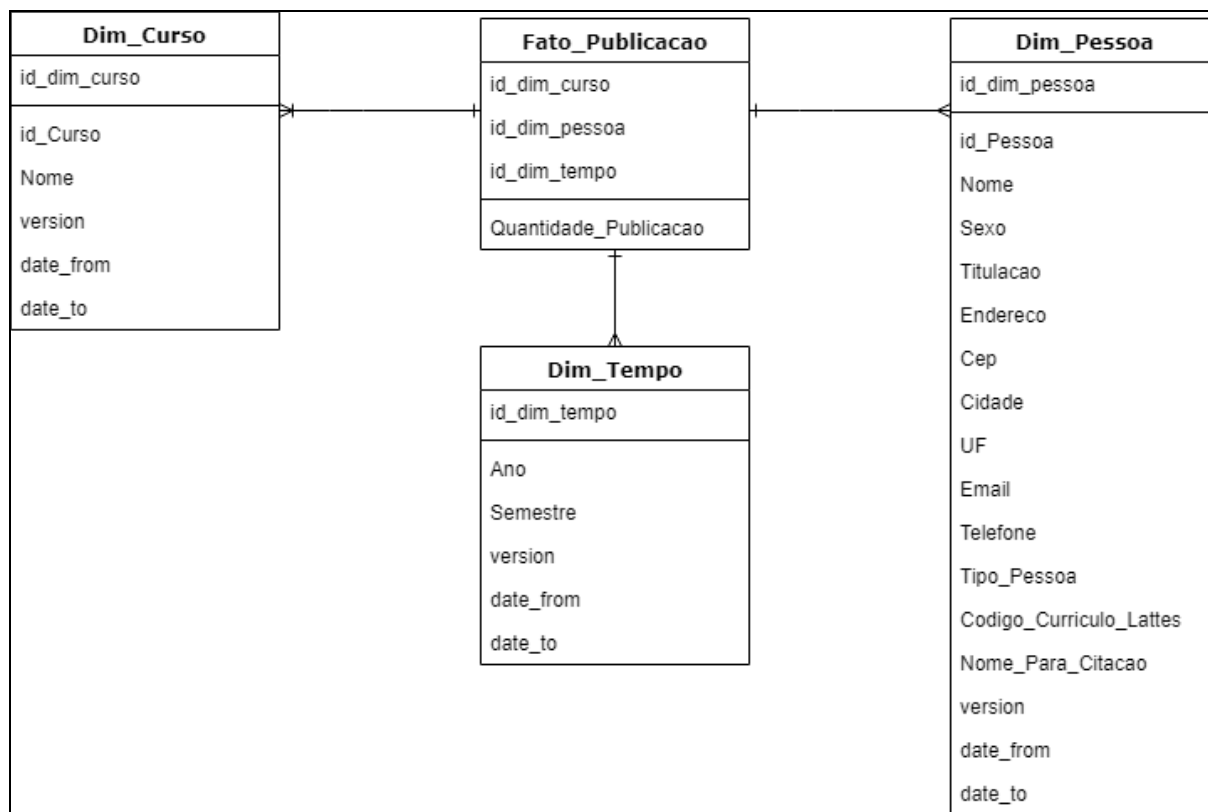 Dim_Curso
id_dim_curso
id_Curso
Nome
version
date_from
date_to
Fato_Publicacao
id_dim_curso
id_dim_pessoa
id_dim_tempo
Quantidade_Publicacao
Dim_Tempo
id_dim_tempo
Ano
Semestre
version
date_from
date_to
Dim_Pessoa
id_dim_pessoa
id_Pessoa
Nome
Sexo
Titulacao
Endereco
Cep
Cidade
UF
Email
Telefone
Tipo_Pessoa
Codigo_Curriculo_Lattes
Nome_Para_Citacao
version
date_from
date_to